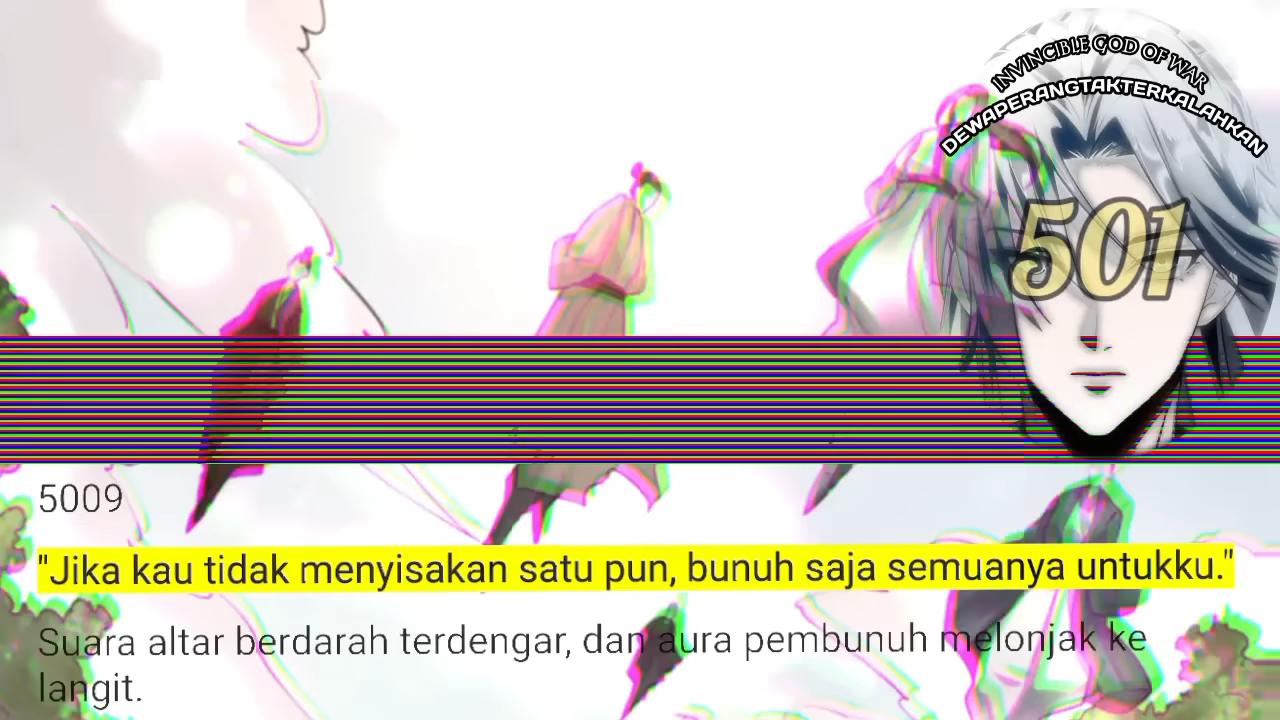 INVINCIBLE GOD OF WAR
DEWAPERANGTAKTERKALAHKAN
501
5009
"Jika kau tidak menyisakan satu pun, bunuh saja semuanya untukku."
Suara altar berdarah terdengar, dan aura pembunuh melonjak ke
langit.